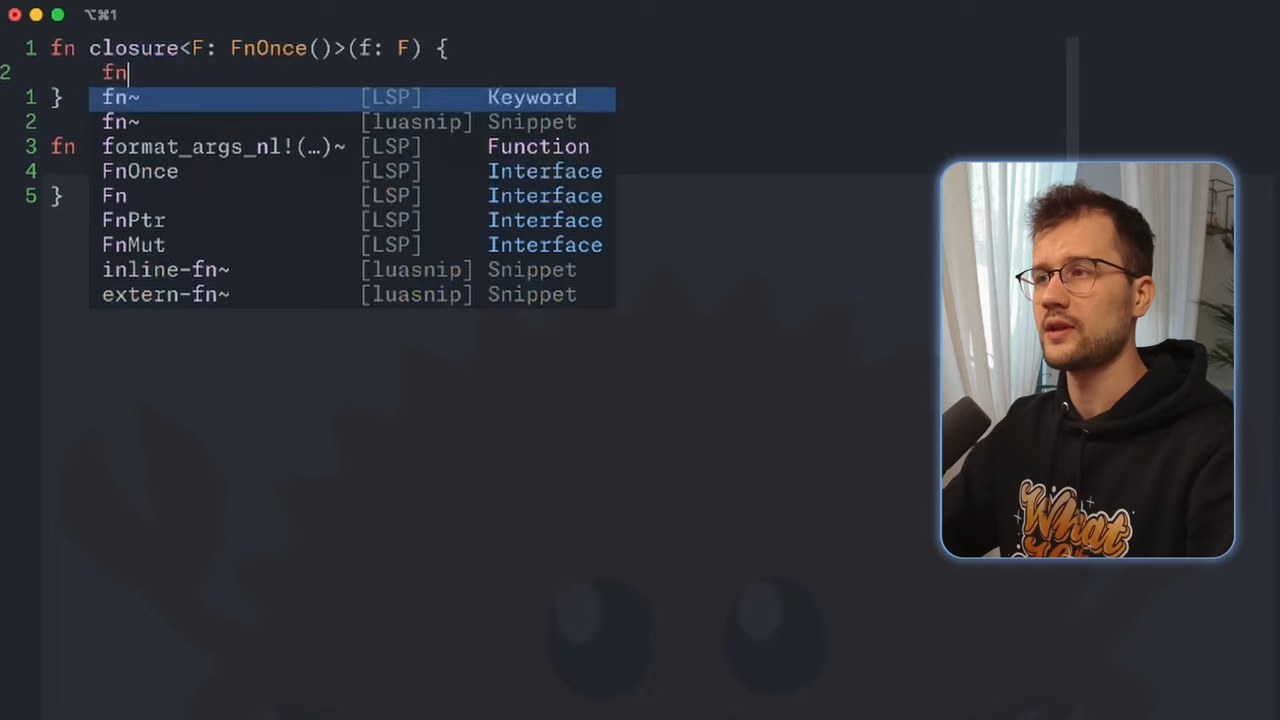 ⌥⌘1
1 fn closure<F: FnOnce()>(f: F) {
2 fn
1 } fn~ [LSP] Keyword
2 fn~ [luasnip] Snippet
3 fn format_args_nl!(…)~ [LSP] Function
4 FnOnce [LSP] Interface
5 } Fn [LSP] Interface
FnPtr [LSP] Interface
FnMut [LSP] Interface
inline-fn~ [luasnip] Snippet
extern-fn~ [luasnip] Snippet
What